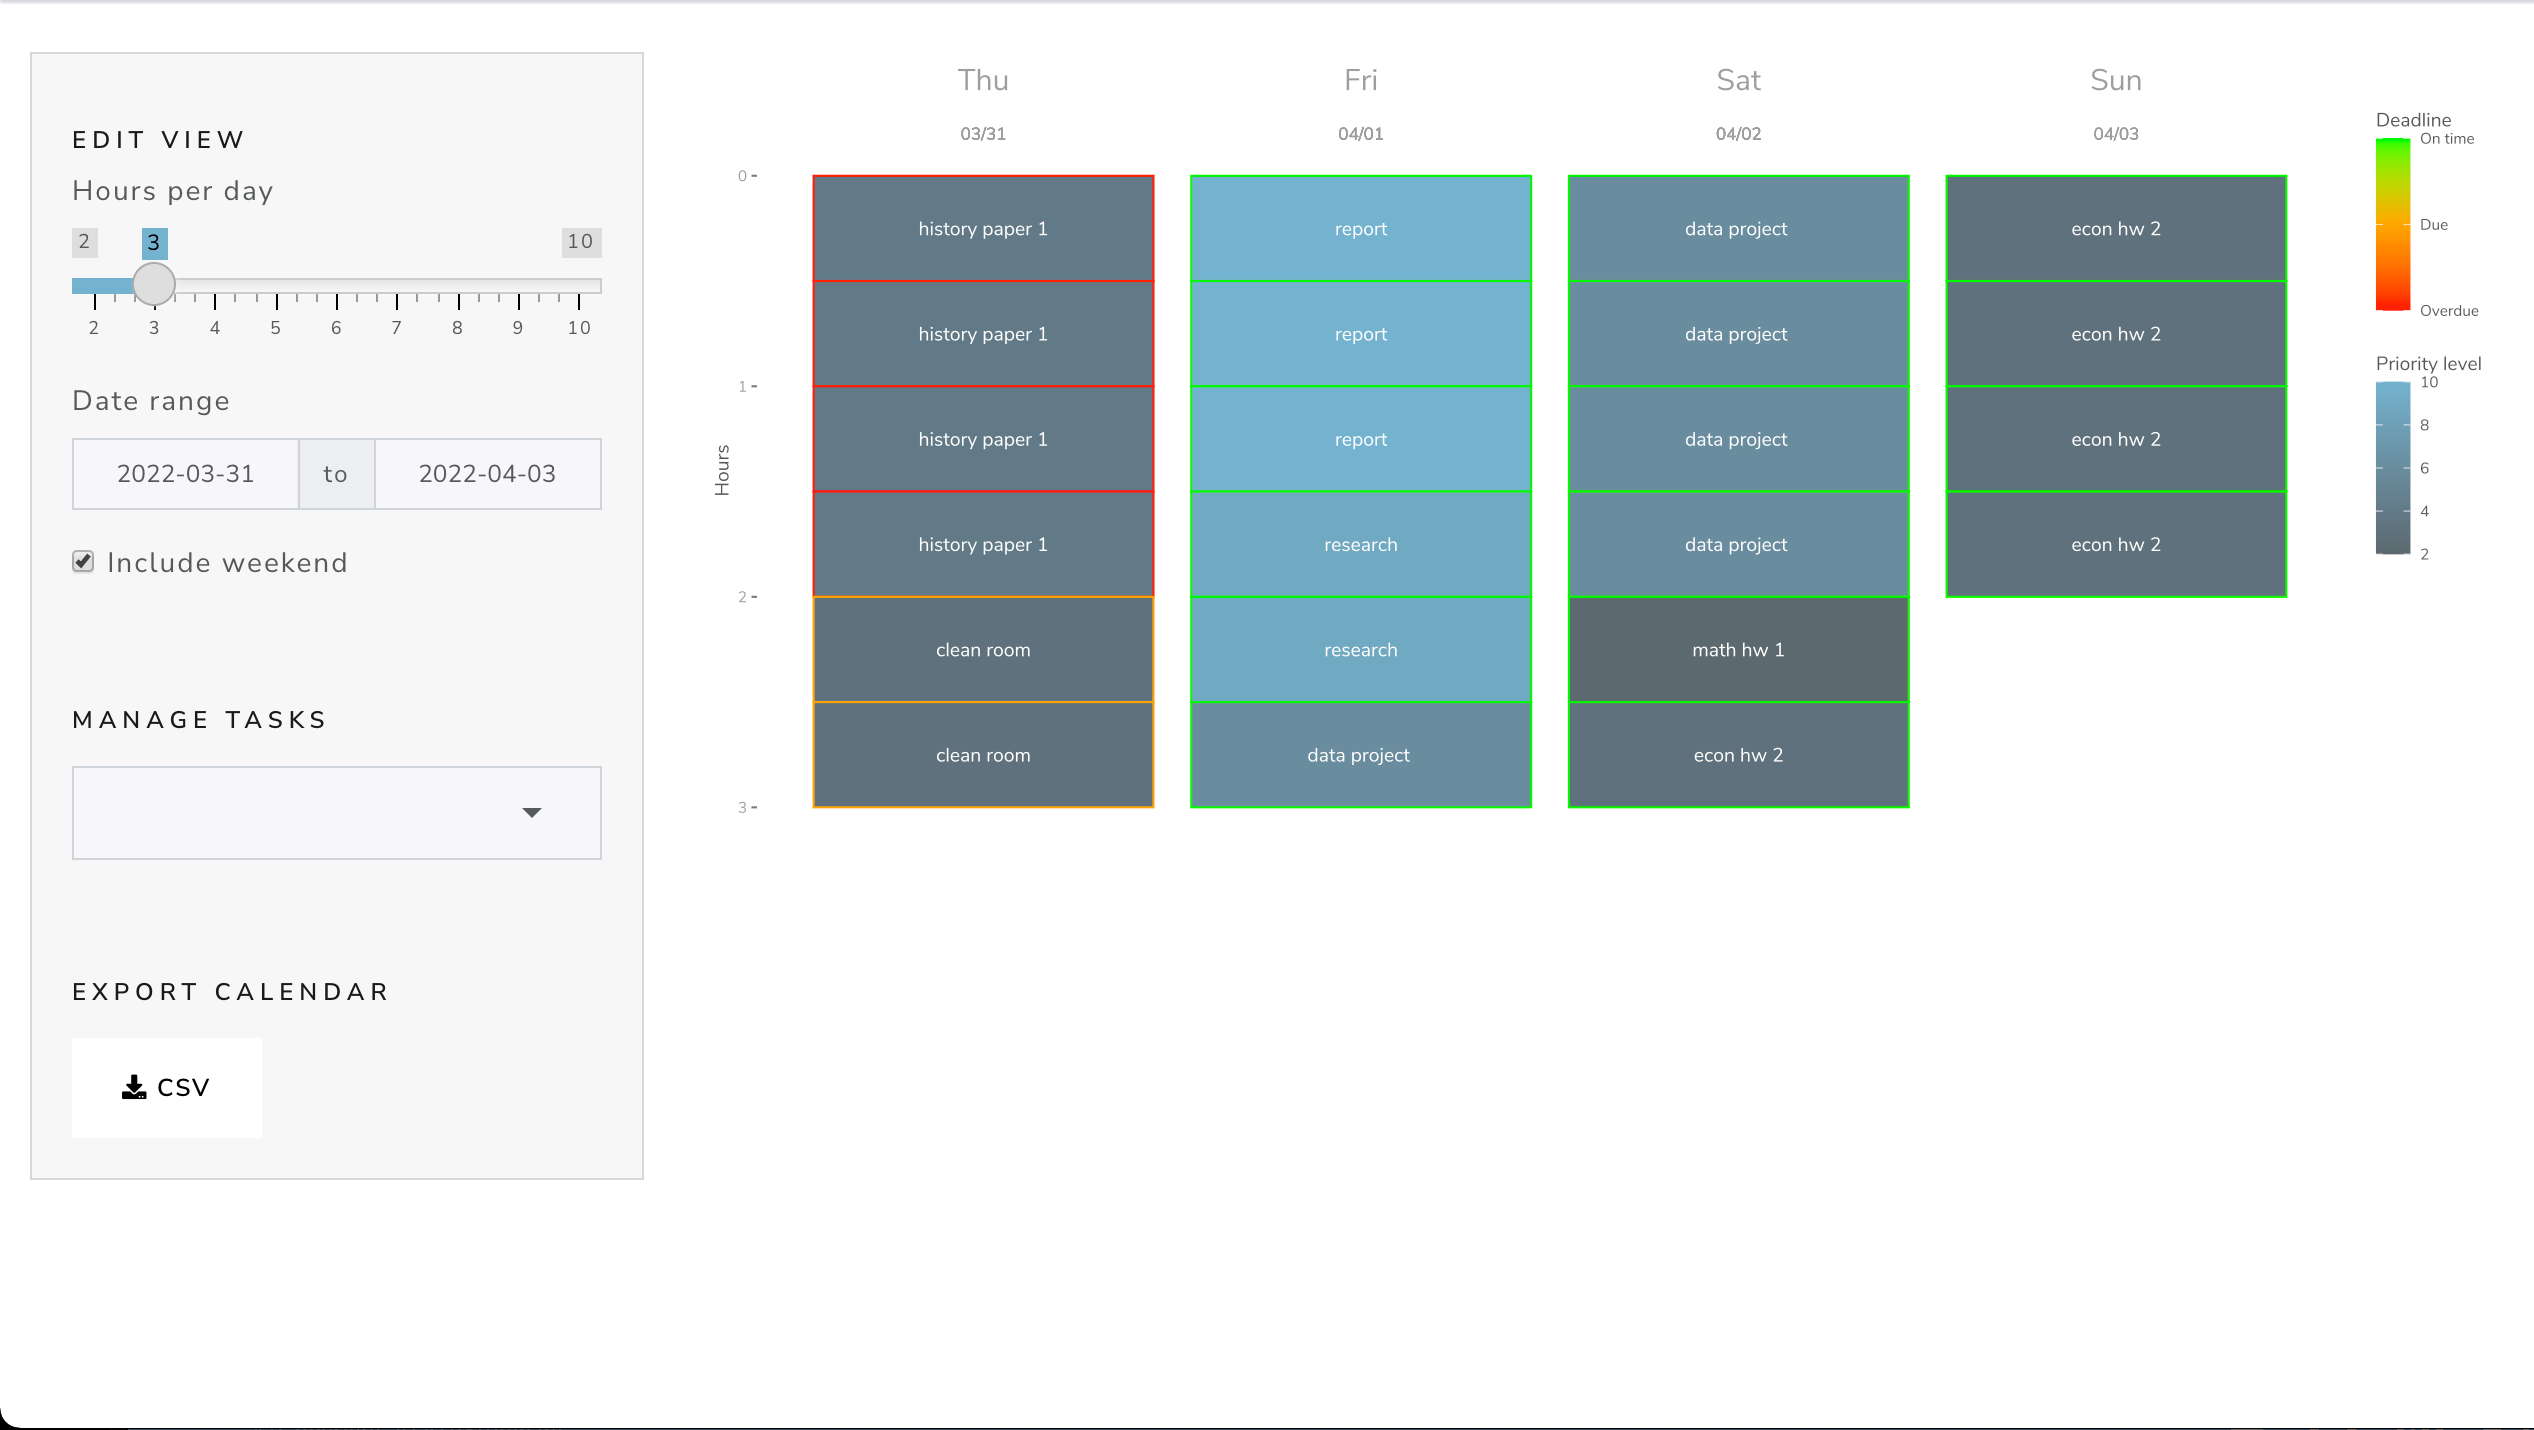 EDIT VIEW
Hours per day
2 3 10
2 3 4 5 6 7 8 9 10
Date range
2022-03-31 to 2022-04-03
Include weekend
MANAGE TASKS
EXPORT CALENDAR
CSV
Thu Fri Sat Sun
03/31 04/01 04/02 04/03
0
history paper 1 report data project econ hw 2
history paper 1 report data project econ hw 2
1
history paper 1 report data project econ hw 2
Hours
history paper 1 research data project econ hw 2
2
clean room research math hw 1
clean room data project econ hw 2
3
Deadline
On time
Due
Overdue
Priority level
10
8
6
4
2